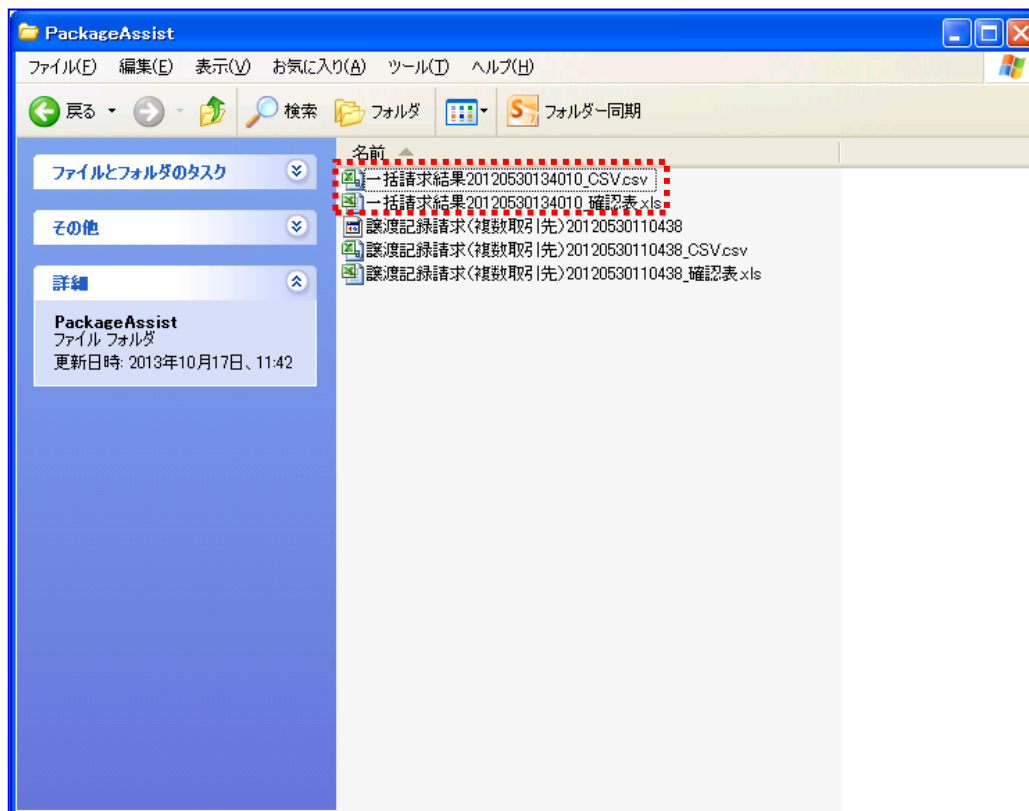 PackageAssist
ファイル(F) 編集(E) 表示(V) お気に入り(A) ツール(T) ヘルプ(H)
戻る 検索 フォルダ フォルダー同期
名前
ファイルとフォルダのタスク
その他
詳細
PackageAssist
ファイル フォルダ
更新日時: 2013年10月17日、11:42
一括請求結果20120530134010_CSV.csv
一括請求結果20120530134010_確認表.xls
譲渡記録請求(複数取引先)20120530110438
譲渡記録請求(複数取引先)20120530110438_CSV.csv
譲渡記録請求(複数取引先)20120530110438_確認表.xls